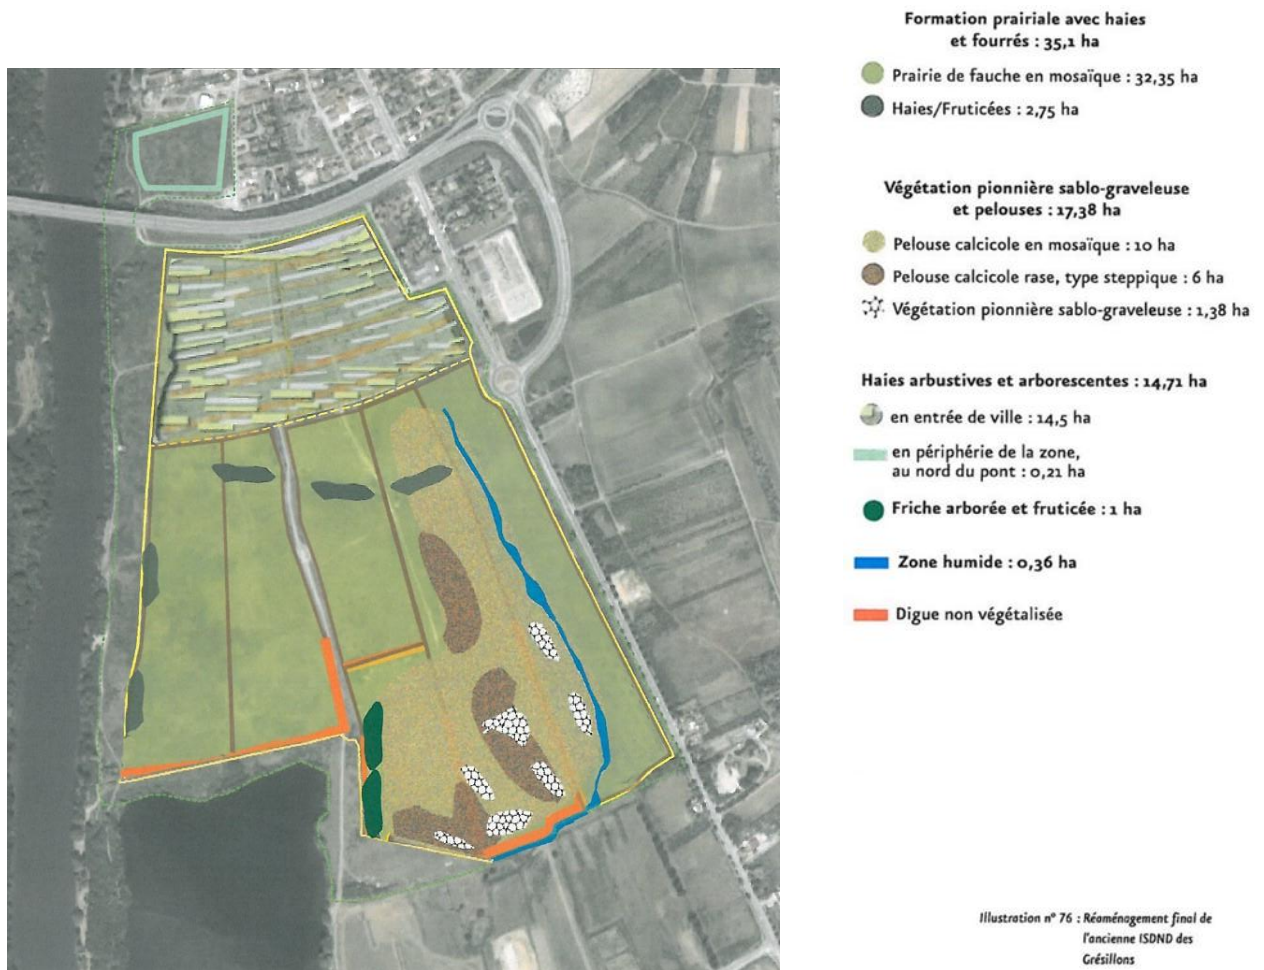 Formation prairiale avec haies
et fourrés : 35,1 ha
Prairie de fauche en mosaïque : 32,35 ha
Haies/Fruticées : 2,75 ha
Végétation pionnière sablo-graveleuse
et pelouses : 17,38 ha
Pelouse calcicole en mosaïque : 10 ha
Pelouse calcicole rase, type steppique : 6 ha
Végétation pionnière sablo-graveleuse : 1,38 ha
Haies arbustives et arborescentes : 14,71 ha
en entrée de ville : 14,5 ha
en périphérie de la zone,
au nord du pont : 0,21 ha
Friche arborée et fruticée : 1 ha
Zone humide : 0,36 ha
Digue non végétalisée
Illustration n° 76 : Réaménagement final de
l'ancienne ISDND des
Grésillons